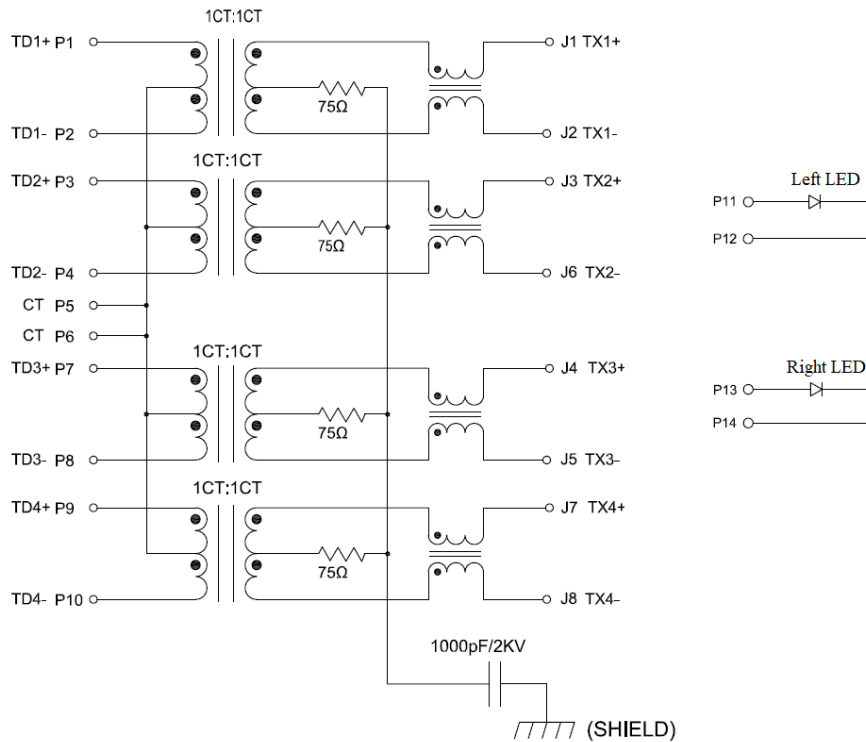 1CT:1CT
TD1+ P1
J1 TX1+
75Ω
TD1- P2
J2 TX1-
1CT:1CT
TD2+ P3
J3 TX2+
75Ω
TD2- P4
J6 TX2-
CT P5
CT P6
1CT:1CT
TD3+ P7
J4 TX3+
75Ω
TD3- P8
J5 TX3-
1CT:1CT
TD4+ P9
J7 TX4+
75Ω
TD4- P10
J8 TX4-
1000pF/2KV
(SHIELD)
Left LED
P11
P12
Right LED
P13
P14